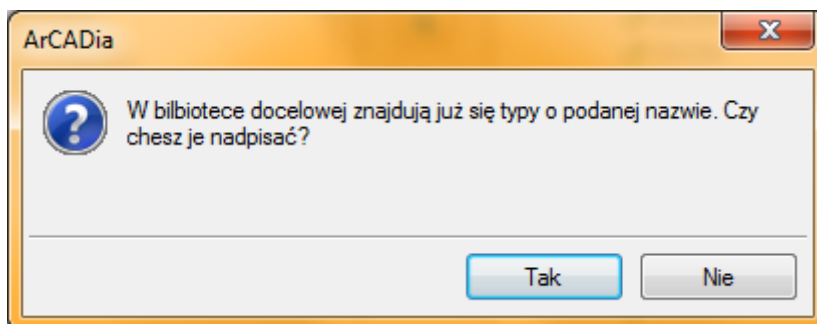 ArCADia
W bilbiotece docelowej znajdują już się typy o podanej nazwie. Czy
chesz je nadpisać?
Tak
Nie